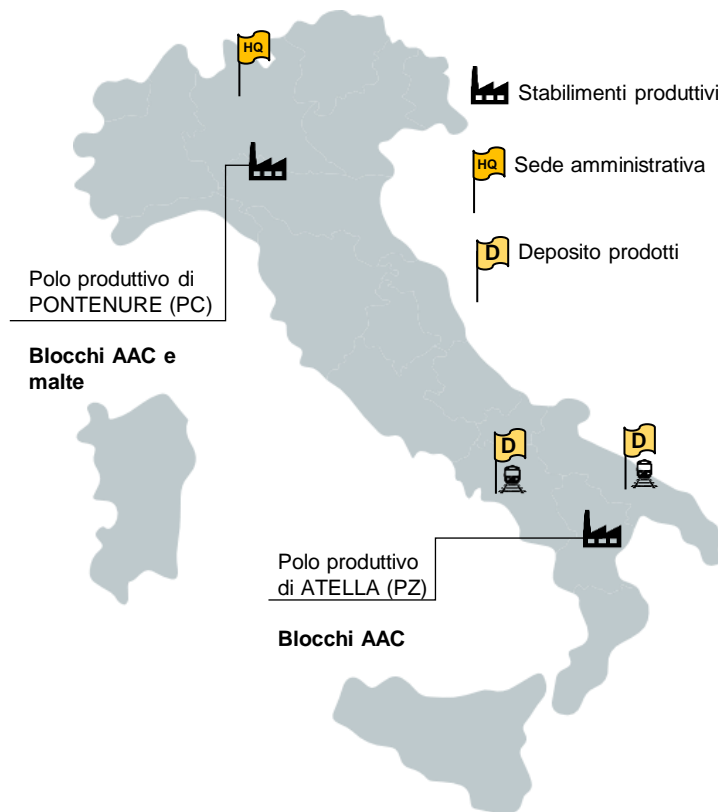 HQ
Stabilimenti produttivi
HQ
Sede amministrativa
D
Deposito prodotti
Polo produttivo di
PONTENURE (PC)
Blocchi AAC e
malte
D
D
Polo produttivo
di ATELLA (PZ)
Blocchi AAC